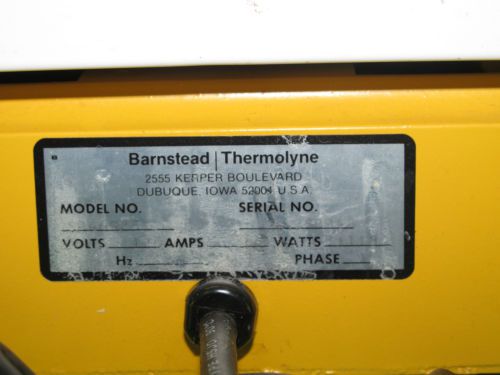 Barnstead | Thermolyne
2555 KERPER BOULEVARD
DUBUQUE, IOWA 52004 U.S.A.
MODEL NO. SERIAL NO.
VOLTS AMPS WATTS
Hz PHASE